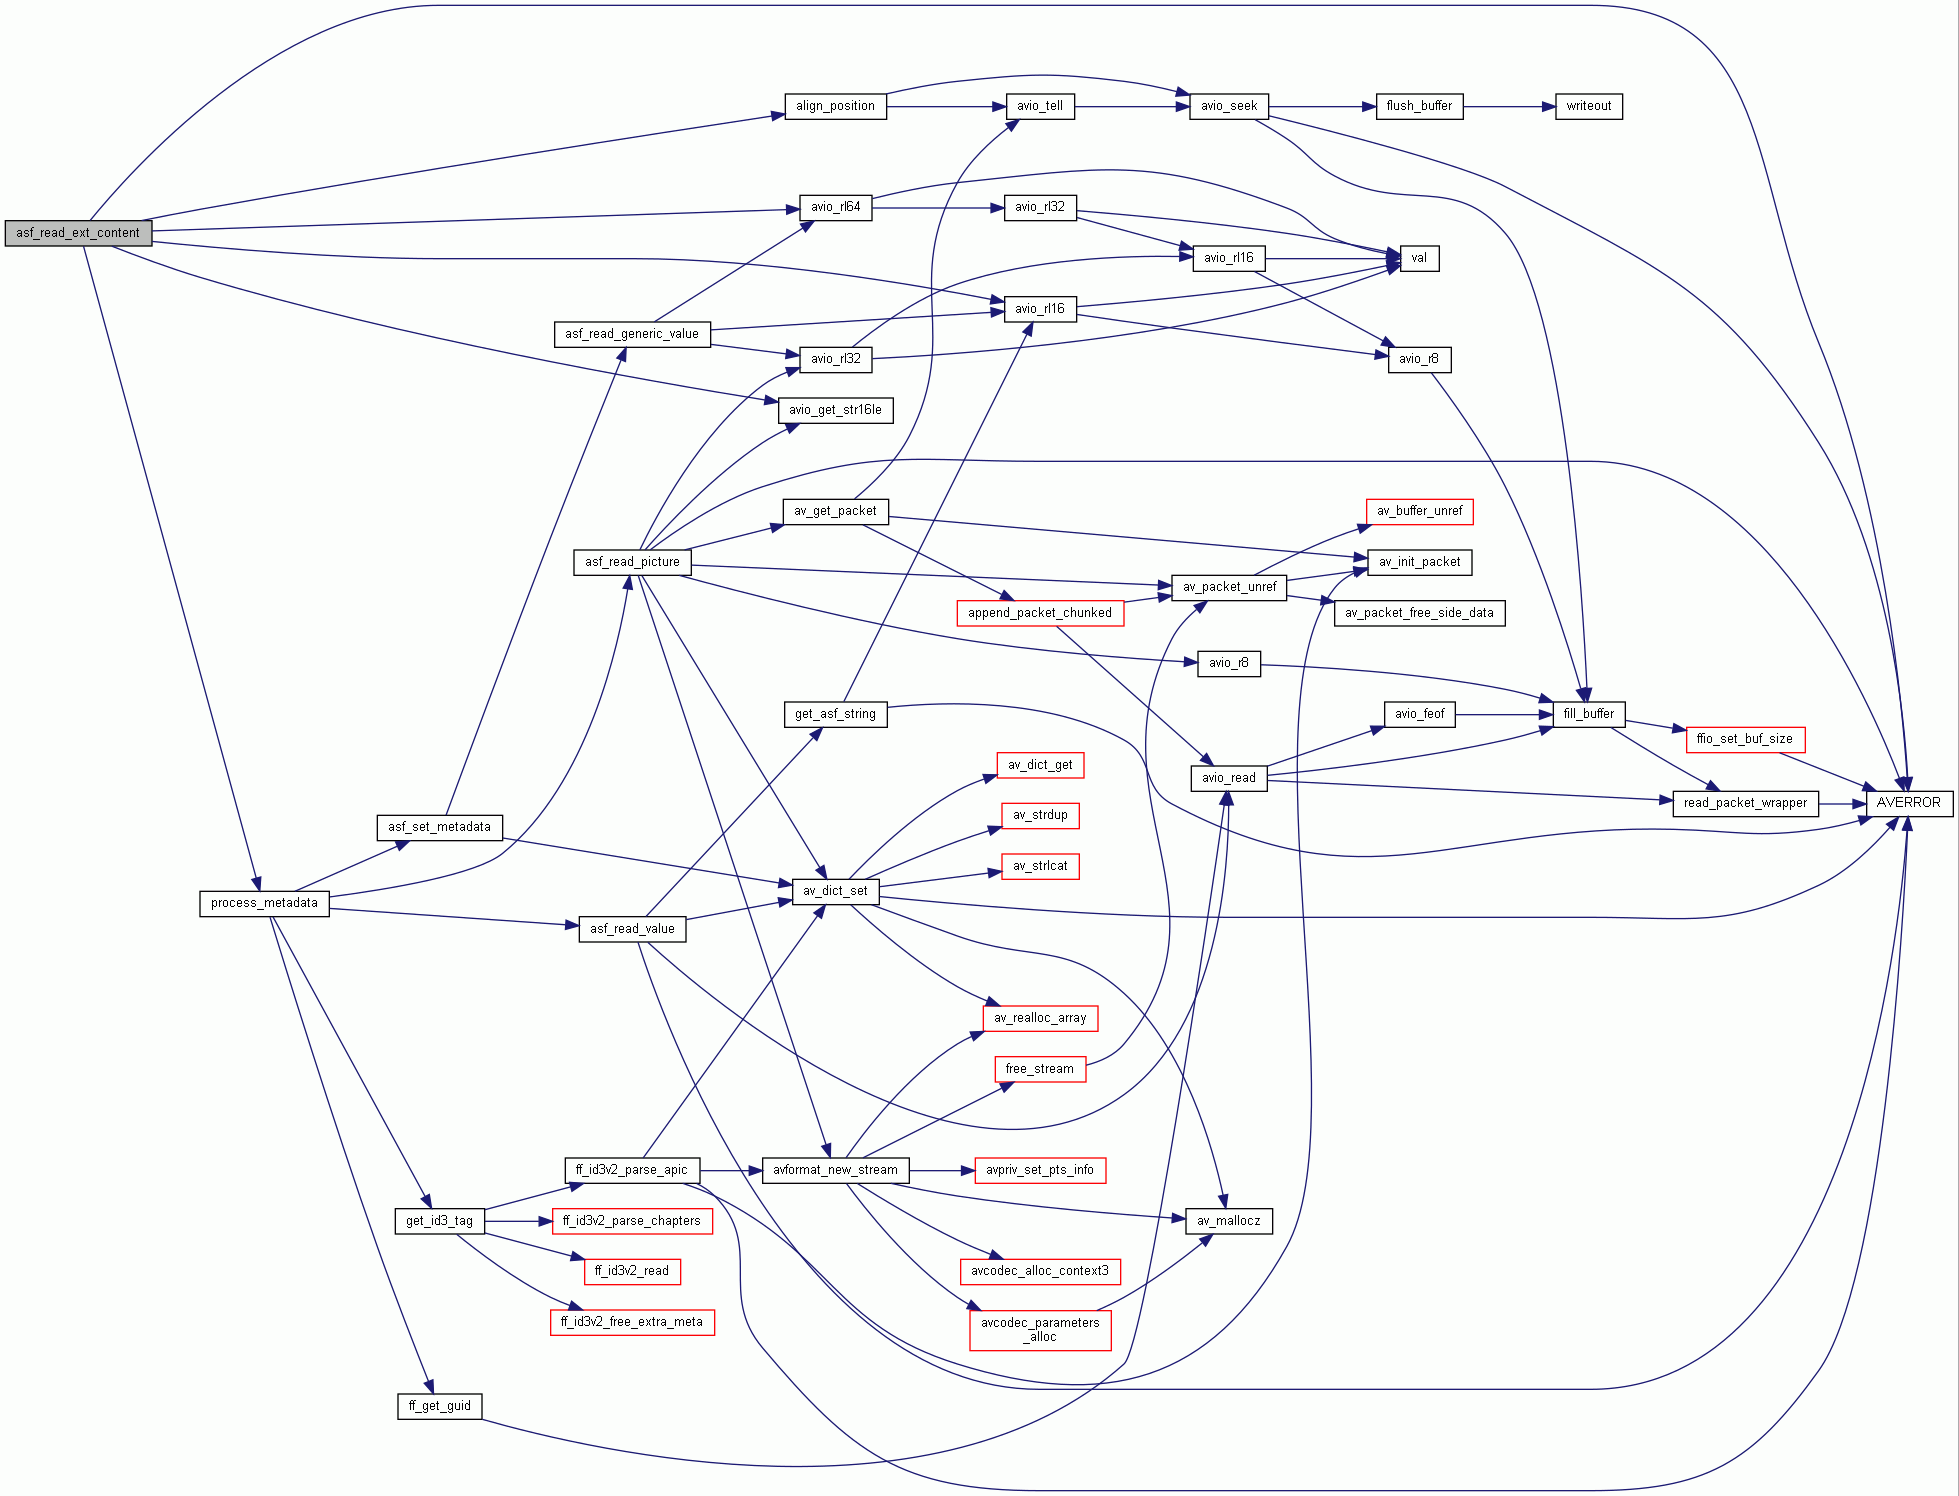 align_position
avio_tell
avio_seek
flush_buffer
writeout
avio_rl64
avio_rl32
asf_read_ext_content
avio_rl16
val
avio_rl16
asf_read_generic_value
avio_rl32
avio_r8
avio_get_str16le
av_get_packet
av_buffer_unref
asf_read_picture
av_init_packet
av_packet_unref
append_packet_chunked
av_packet_free_side_data
avio_r8
get_asf_string
avio_feof
fill_buffer
ffio_set_buf_size
av_dict_get
avio_read
read_packet_wrapper
AVERROR
av_strdup
asf_set_metadata
av_strlcat
av_dict_set
process_metadata
asf_read_value
av_realloc_array
free_stream
ff_id3v2_parse_apic
avformat_new_stream
avpriv_set_pts_info
get_id3_tag
ff_id3v2_parse_chapters
av_mallocz
ff_id3v2_read
avcodec_alloc_context3
ff_id3v2_free_extra_meta
avcodec_parameters
_alloc
ff_get_guid